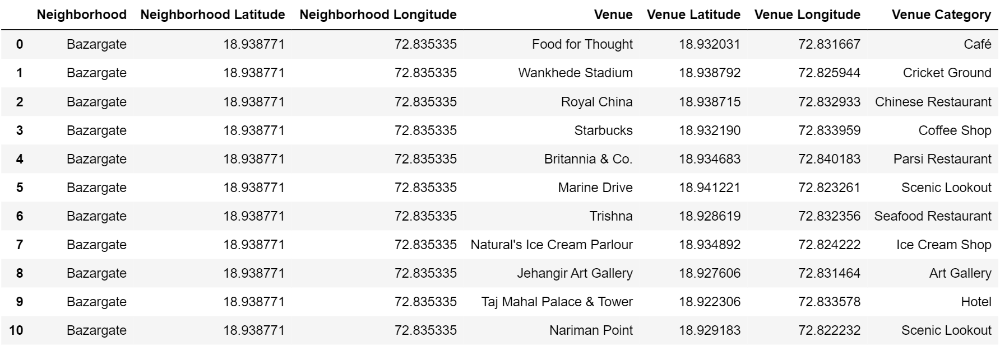 Neighborhood Neighborhood Latitude Neighborhood Longitude Venue Venue Latitude Venue Longitude Venue Category
0 Bazargate 18.938771 72.835335 Food for Thought 18.932031 72.831667 Café
1 Bazargate 18.938771 72.835335 Wankhede Stadium 18.938792 72.825944 Cricket Ground
2 Bazargate 18.938771 72.835335 Royal China 18.938715 72.832933 Chinese Restaurant
3 Bazargate 18.938771 72.835335 Starbucks 18.932190 72.833959 Coffee Shop
4 Bazargate 18.938771 72.835335 Britannia & Co. 18.934683 72.840183 Parsi Restaurant
5 Bazargate 18.938771 72.835335 Marine Drive 18.941221 72.823261 Scenic Lookout
6 Bazargate 18.938771 72.835335 Trishna 18.928619 72.832356 Seafood Restaurant
7 Bazargate 18.938771 72.835335 Natural's Ice Cream Parlour 18.934892 72.824222 Ice Cream Shop
8 Bazargate 18.938771 72.835335 Jehangir Art Gallery 18.927606 72.831464 Art Gallery
9 Bazargate 18.938771 72.835335 Taj Mahal Palace & Tower 18.922306 72.833578 Hotel
10 Bazargate 18.938771 72.835335 Nariman Point 18.929183 72.822232 Scenic Lookout